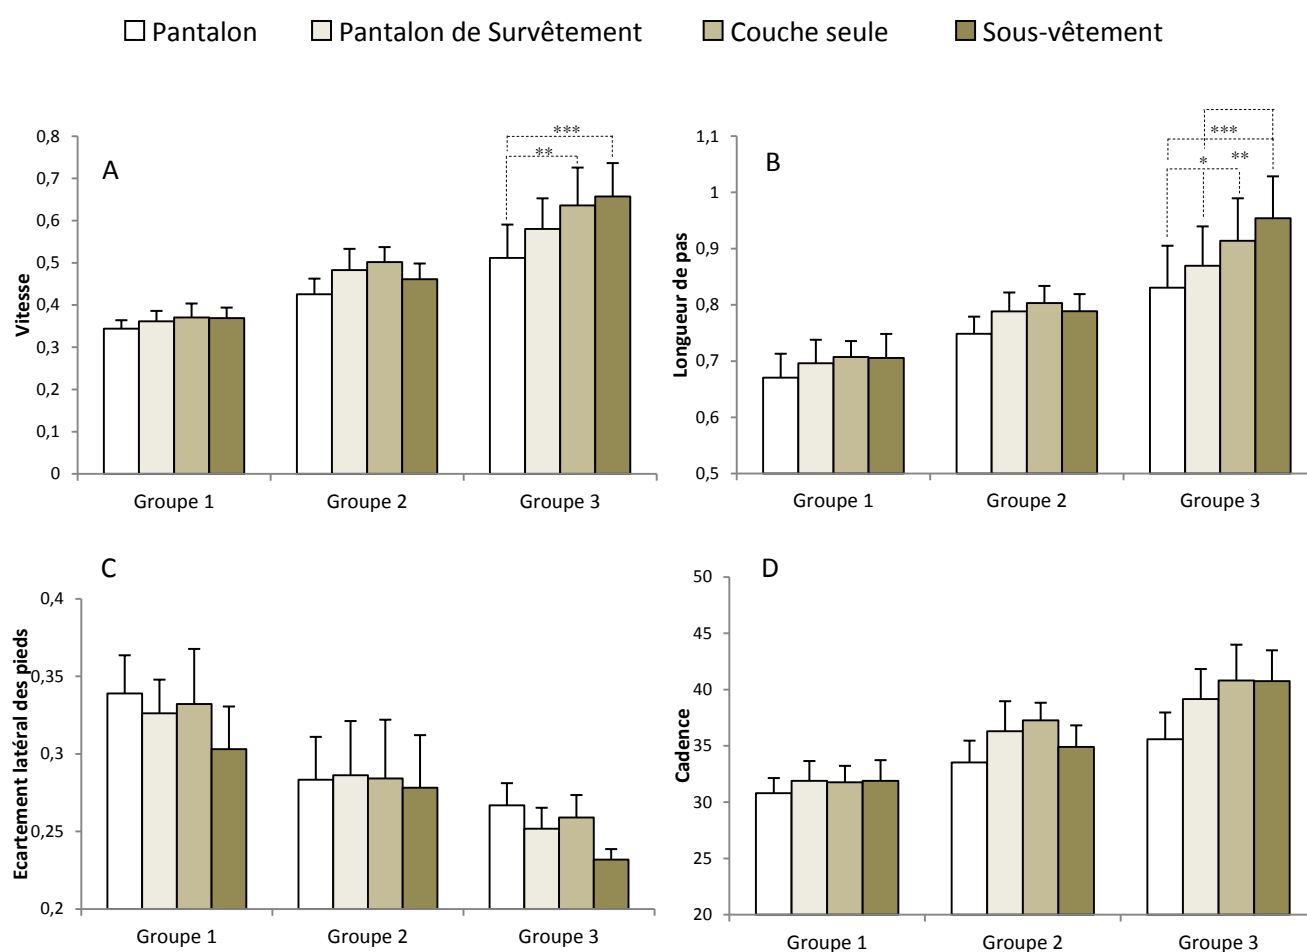 Pantalon Pantalon de Survêtement Couche seule Sous-vêtement
A
Vitesse
0,8
0,7
0,6
0,5
0,4
0,3
0,2
0,1
0
***
**
Groupe 1 Groupe 2 Groupe 3
B
Longueur de pas
1,1
1
0,9
0,8
0,7
0,6
0,5
***
* **
Groupe 1 Groupe 2 Groupe 3
C
Ecartement latéral des pieds
0,4
0,35
0,3
0,25
0,2
Groupe 1 Groupe 2 Groupe 3
D
Cadence
50
45
40
35
30
25
20
Groupe 1 Groupe 2 Groupe 3